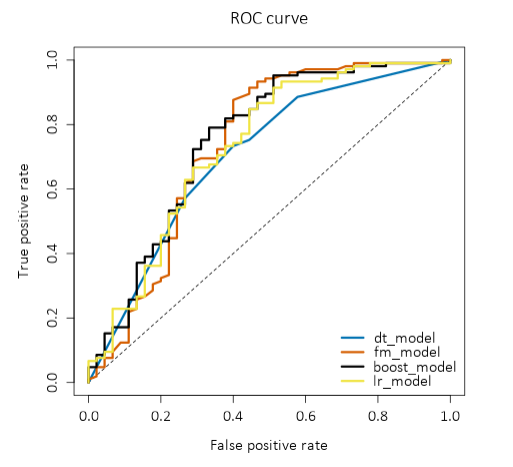 ROC curve
True positive rate
1.0
0.8
0.6
0.4
0.2
0.0
dt_model
fm_model
boost_model
lr_model
0.0 0.2 0.4 0.6 0.8 1.0
False positive rate